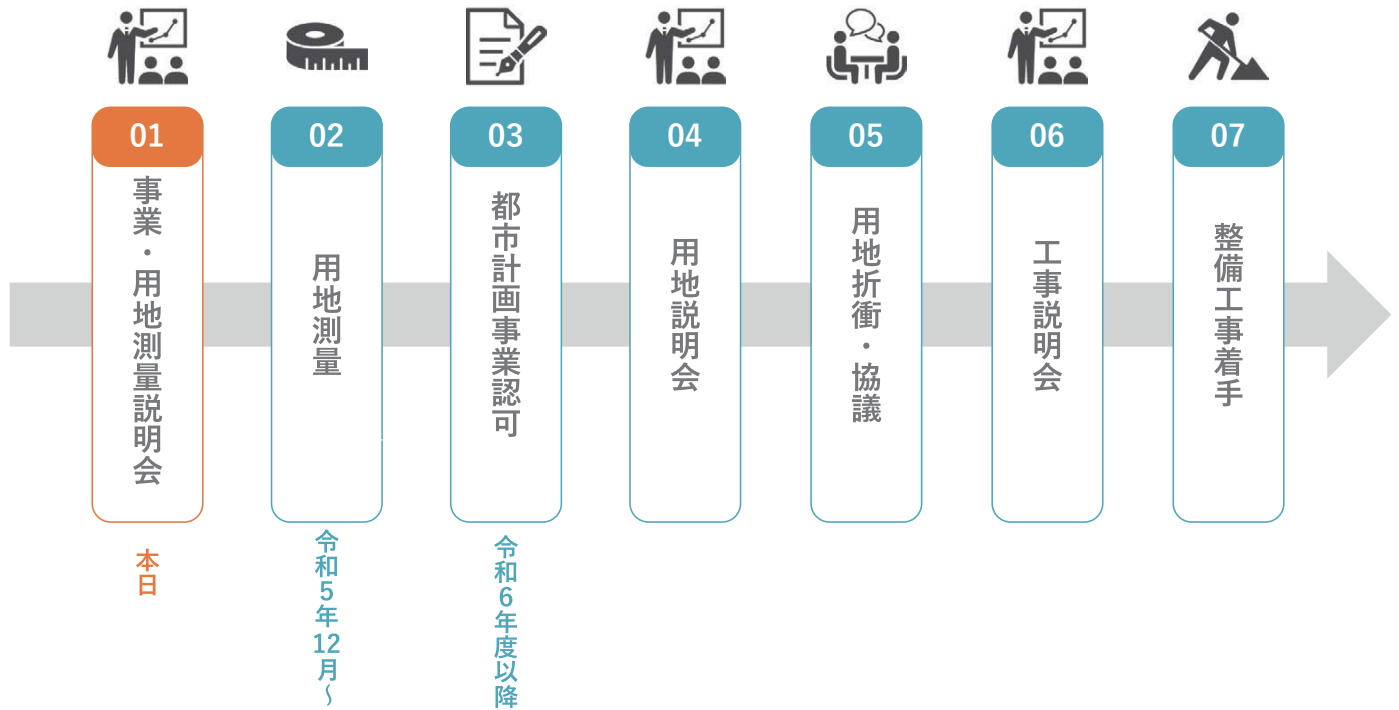 01
事業・用地測量説明会
本日
02
用地測量
令和5年12月～
03
都市計画事業認可
令和6年度以降
04
用地説明会
05
用地折衝・協議
06
工事説明会
07
整備工事着手